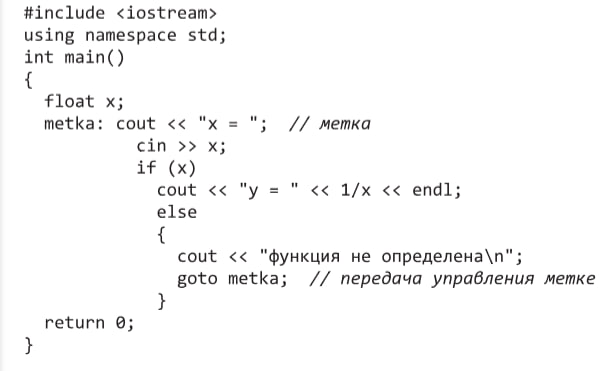 #include <iostream>
using namespace std;
int main()
{
float x;
metka: cout << "x = "; // метка
cin >> x;
if (x)
cout << "y = " << 1/x << endl;
else
{
cout << "функция не определена\n";
goto metka; // передача управления метке
}
return 0;
}